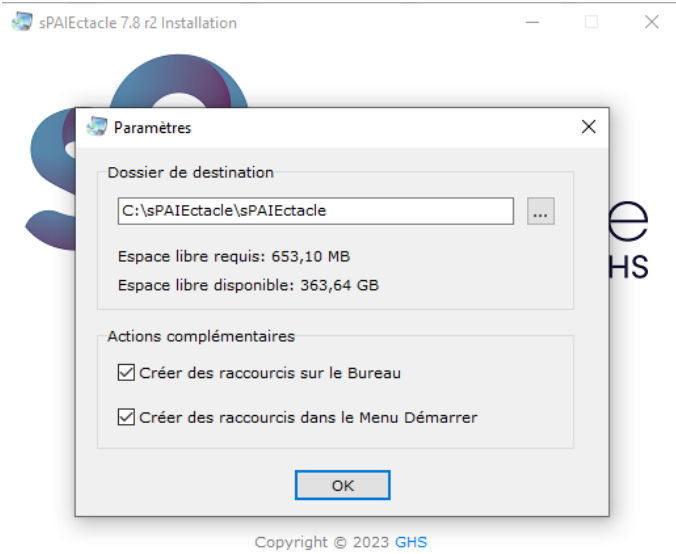 sPAIEctacle 7.8 r2 Installation
Paramètres
Dossier de destination
C:\sPAIEctacle\sPAIEctacle
...
Espace libre requis: 653,10 MB
Espace libre disponible: 363,64 GB
Actions complémentaires
Créer des raccourcis sur le Bureau
Créer des raccourcis dans le Menu Démarrer
OK
e
HS
Copyright © 2023 GHS